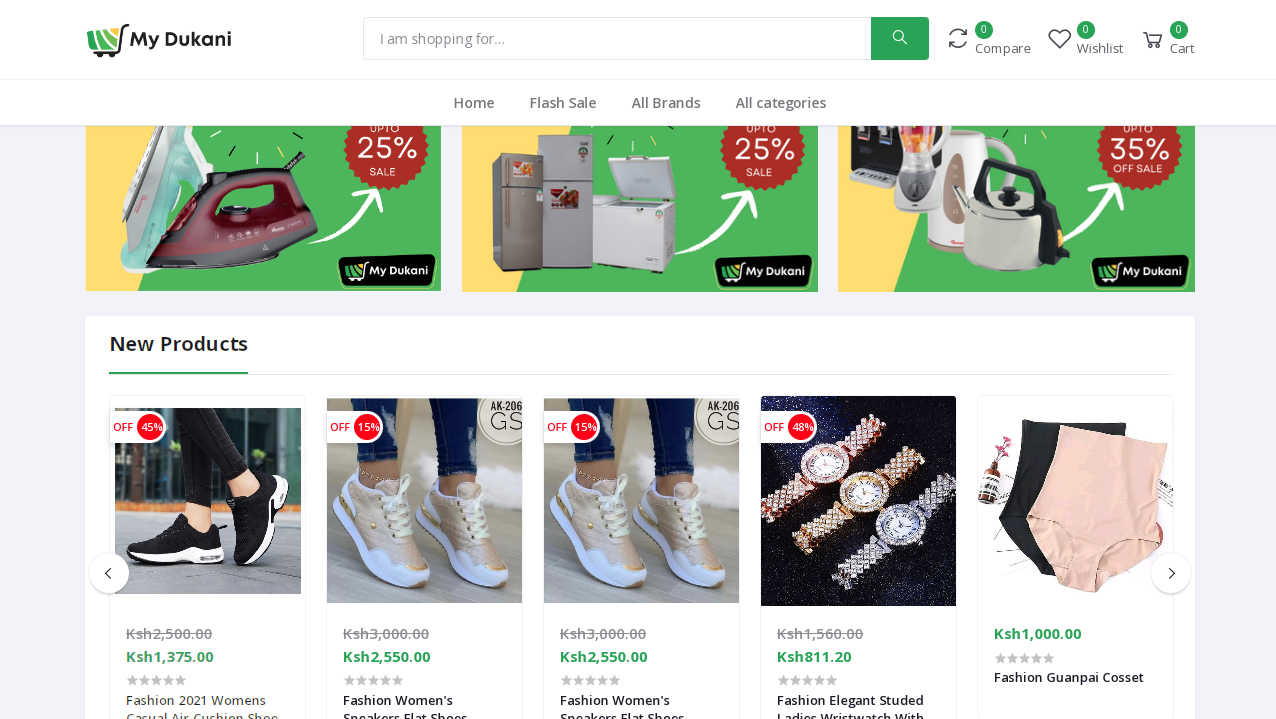 My Dukani
I am shopping for...
0
Compare
0
Wishlist
0
Cart
Home
Flash Sale
All Brands
All categories
UPTO
25%
SALE
My Dukani
UPTO
25%
SALE
My Dukani
UPTO
35%
OFF SALE
My Dukani
New Products
OFF 45%
OFF 15%
AK-206
GS
OFF 15%
AK-206
GS
OFF 48%
Ksh2,500.00
Ksh1,375.00
Fashion 2021 Womens
Casual Air Cushion Shoe
Ksh3,000.00
Ksh2,550.00
Fashion Women's
Sneakers Flat Shoes
Ksh3,000.00
Ksh2,550.00
Fashion Women's
Sneakers Flat Shoes
Ksh1,560.00
Ksh811.20
Fashion Elegant Studded
Ladies Wristwatch With
Ksh1,000.00
Fashion Guanpai Cosset